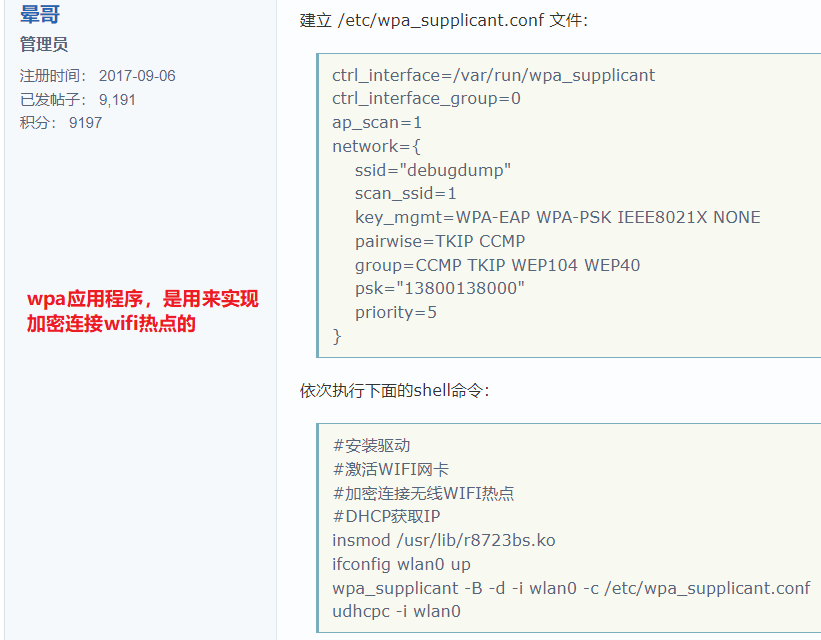 晕哥
管理员
注册时间： 2017-09-06
已发帖子： 9,191
积分： 9197
wpa应用程序，是用来实现
加密连接wifi热点的
建立 /etc/wpa_supplicant.conf 文件:
ctrl_interface=/var/run/wpa_supplicant
ctrl_interface_group=0
ap_scan=1
network={
    ssid="debugdump"
    scan_ssid=1
    key_mgmt=WPA-EAP WPA-PSK IEEE8021X NONE
    pairwise=TKIP CCMP
    group=CCMP TKIP WEP104 WEP40
    psk="13800138000"
    priority=5
}
依次执行下面的shell命令:
#安装驱动
#激活WIFI网卡
#加密连接无线WIFI热点
#DHCP获取IP
insmod /usr/lib/r8723bs.ko
ifconfig wlan0 up
wpa_supplicant -B -d -i wlan0 -c /etc/wpa_supplicant.conf
udhcpc -i wlan0